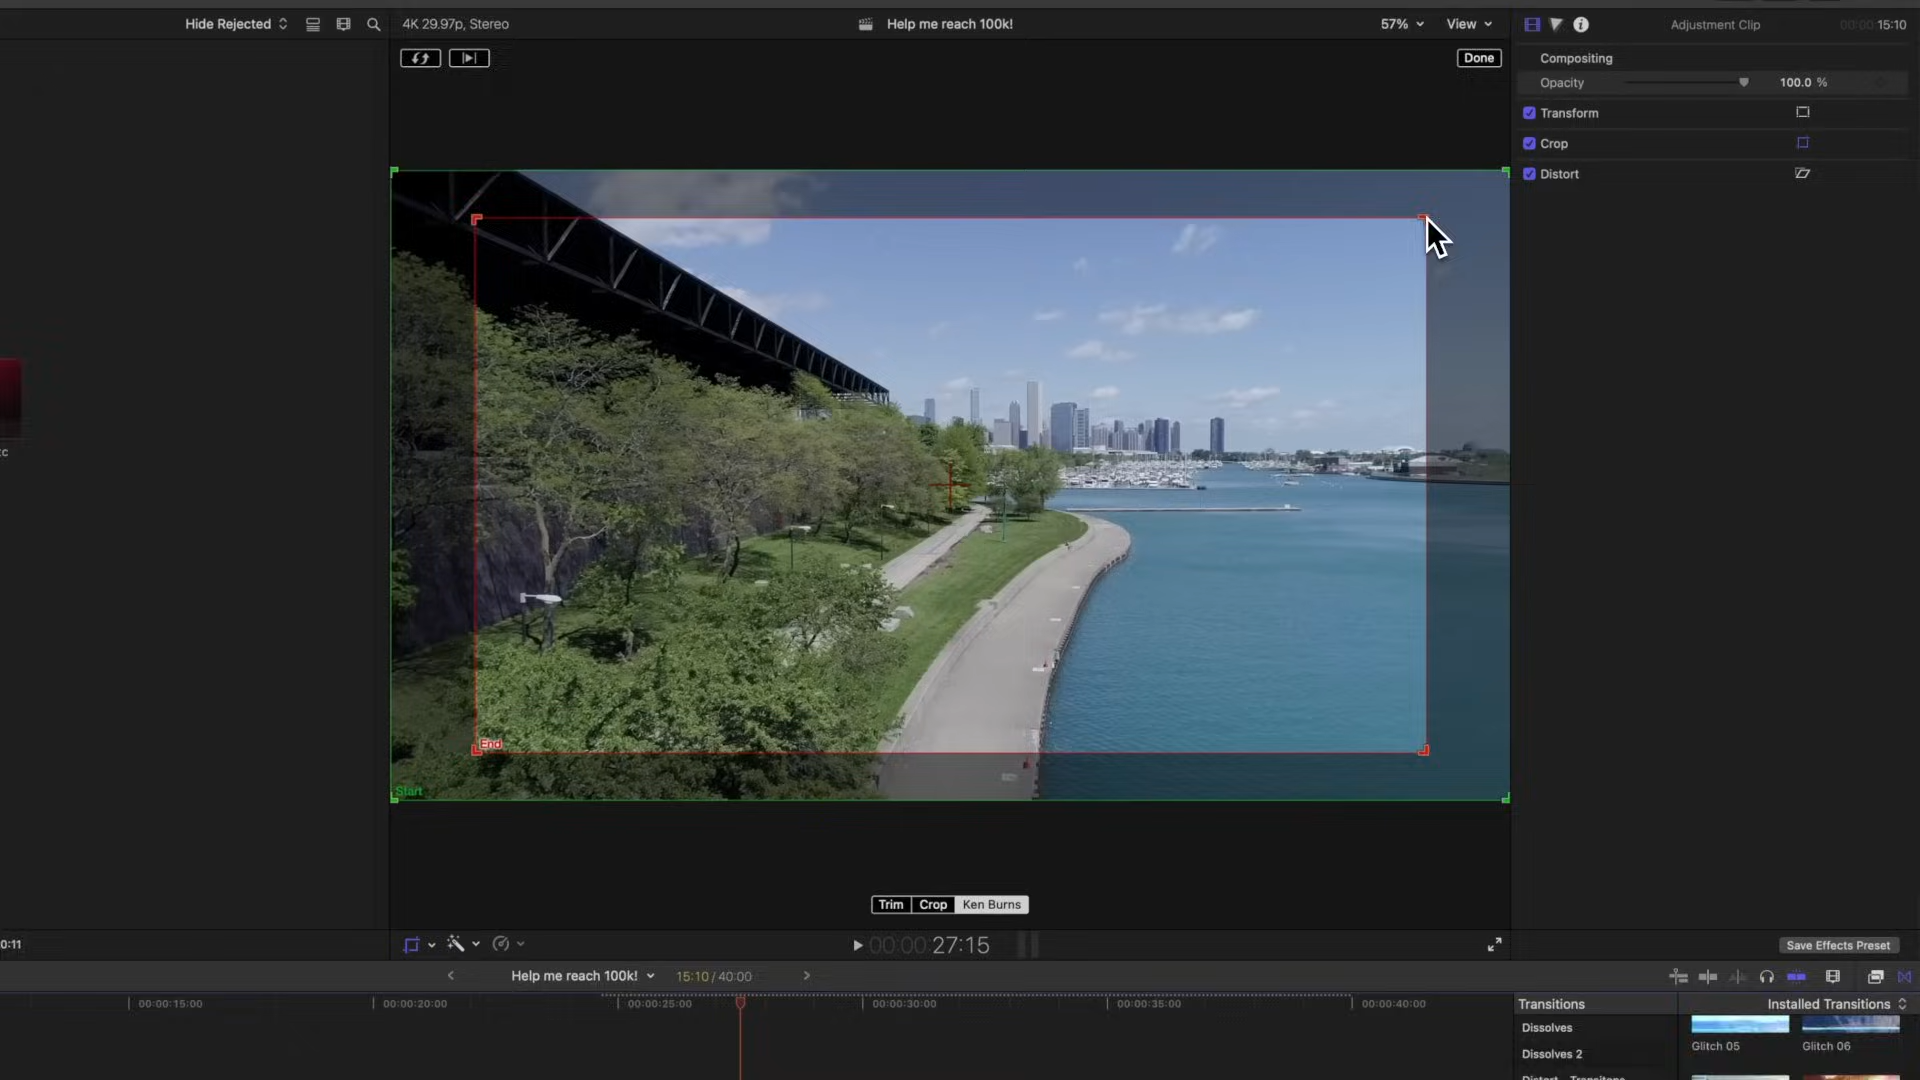 Hide Rejected
4K 29.97p, Stereo
Help me reach 100k!
57%
View
Adjustment Clip
00:00:15:10
Done
Compositing
Opacity
100.0 %
Transform
Crop
Distort
c
End
Start
Trim
Crop
Ken Burns
0:11
00:00:27:15
Save Effects Preset
Help me reach 100k!
15:10 / 40:00
00:00:15:00
00:00:20:00
00:00:25:00
00:00:30:00
00:00:35:00
00:00:40:00
Transitions
Installed Transitions
Dissolves
Glitch 05
Glitch 06
Dissolves 2